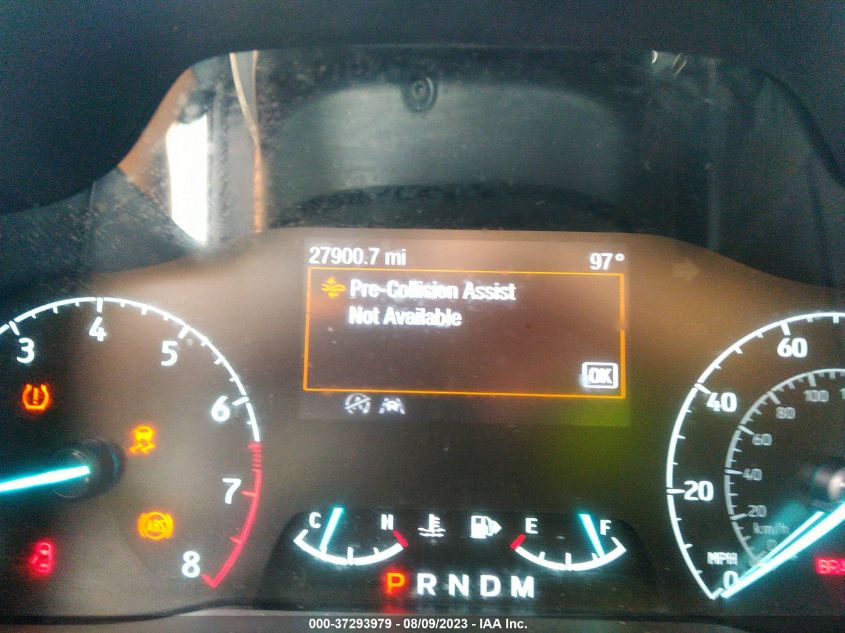 27900.7 mi 97°
Pre-Collision Assist
Not Available
OK
3 4 5 6 7 8
ABS
C H E F
P R N D M
60
40
20
0
MPH
100
80
60
40
20
km/h
000-37293979 - 08/09/2023 - IAA Inc.